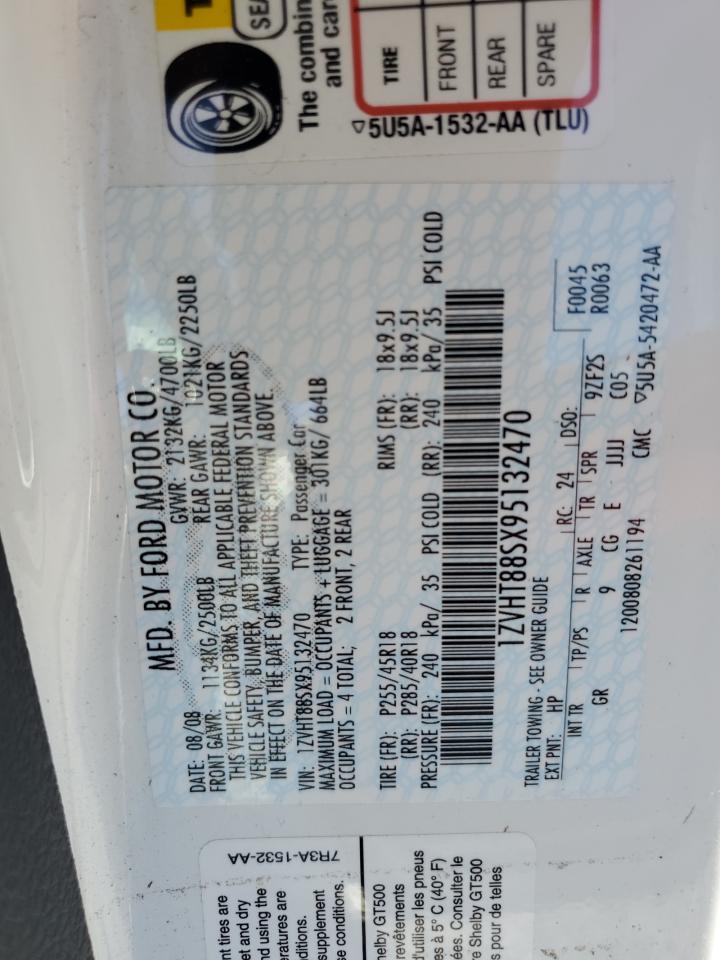 SEA
The combin
and car
TIRE
FRONT
REAR
SPARE
▽5U5A-1532-AA (TLU)
MFD. BY FORD MOTOR CO.
DATE: 08/08 GVWR: 2132KG/4700LB
FRONT GAWR: 1134KG/2500LB REAR GAWR: 1021KG/2250LB
THIS VEHICLE CONFORMS TO ALL APPLICABLE FEDERAL MOTOR
VEHICLE SAFETY, BUMPER, AND THEFT PREVENTION STANDARDS
IN EFFECT ON THE DATE OF MANUFACTURE SHOWN ABOVE.
VIN: 1ZVHT88SX95132470 TYPE: Passenger Car
MAXIMUM LOAD = OCCUPANTS + LUGGAGE = 301KG/ 664LB
OCCUPANTS = 4 TOTAL; 2 FRONT, 2 REAR
TIRE (FR): P255/45R18 RIMS (FR): 18x9.5J
(RR): P285/40R18 (RR): 18x9.5J
PRESSURE (FR): 240 kPa/ 35 PSI COLD (RR): 240 kPa/ 35 PSI COLD
1ZVHT88SX95132470
TRAILER TOWING - SEE OWNER GUIDE
EXT PNT: HP RC: 24 DSO: F0045
R0063
INT TR TP/PS R AXLE TR SPR 9ZF2S
GR 9 CG E JJJJ C05
1200808261194 CMC ▽5U5A-5420472-AA
7R3A-1532-AA
nt tires are
et and dry
nd using the
eratures are
nditions.
supplement
se conditions.
helby GT500
revêtements
d'utiliser les pneus
es à 5° C (40° F)
ées. Consulter le
re Shelby GT500
s pour de telles